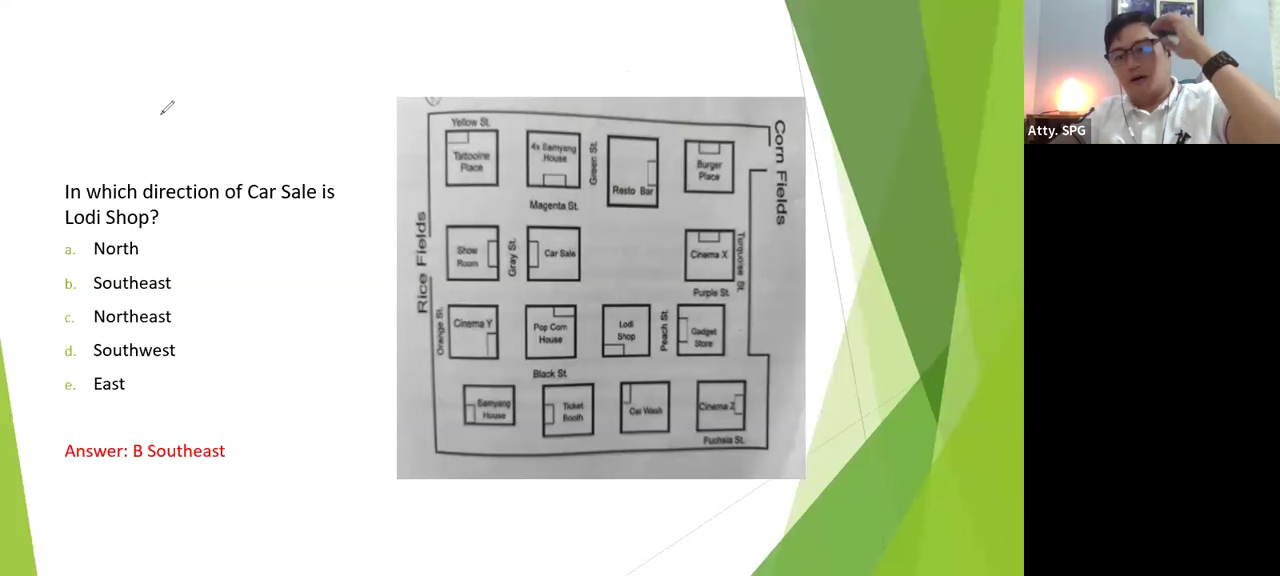 In which direction of Car Sale is
Lodi Shop?
a. North
b. Southeast
c. Northeast
d. Southwest
e. East
Answer: B Southeast
Yellow St.
Tattooine
Place
4x Samyang
House
Green St.
Resto Bar
Burger
Place
Corn Fields
Magenta St.
Rice Fields
Show
Room
Gray St.
Car Sale
Cinema X
Turquoise St.
Purple St.
Orange St.
Cinema Y
Pop Corn
House
Lodi
Shop
Peach St.
Gadget
Store
Black St.
Samyang
House
Ticket
Booth
Car Wash
Cinema Z
Fuchsia St.
Atty. SPG